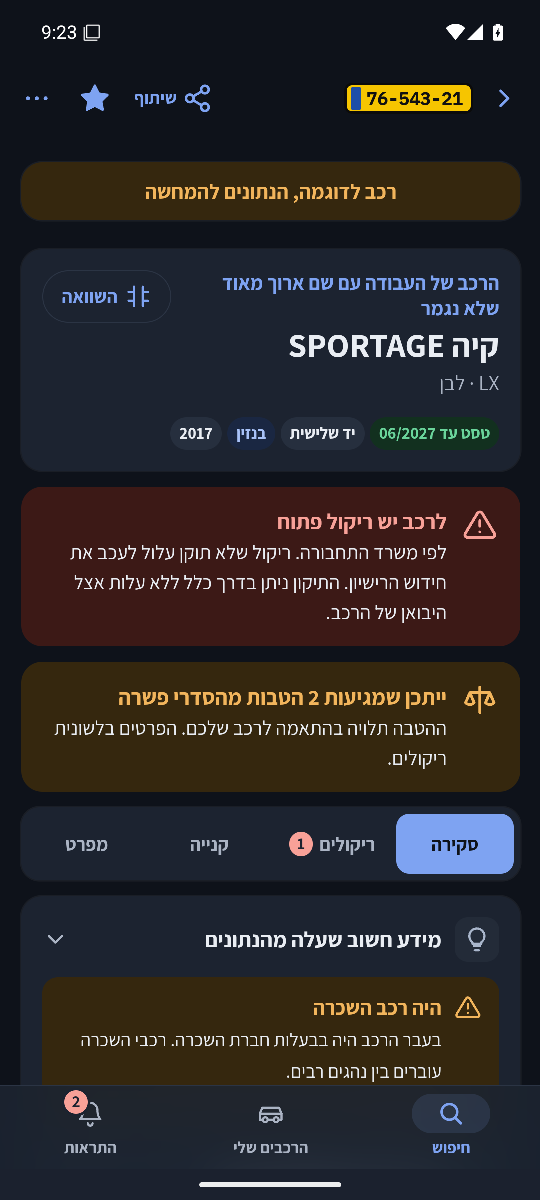 9:23
76-543-21
שיתוף
רכב לדוגמה, הנתונים להמחשה
הרכב של העבודה עם שם ארוך מאוד
שלא נגמר
השוואה
קיה SPORTAGE
LX · לבן
טסט עד 06/2027
יד שלישית
בנזין
2017
לרכב יש ריקול פתוח
לפי משרד התחבורה. ריקול שלא תוקן עלול לעכב את
חידוש הרישיון. התיקון ניתן בדרך כלל ללא עלות אצל
היבואן של הרכב.
ייתכן שמגיעות 2 הטבות מהסדרי פשרה
ההטבה תלויה בהתאמה לרכב שלכם. הפרטים בלשונית
ריקולים.
סקירה
ריקולים 1
קנייה
מפרט
מידע חשוב שעלה מהנתונים
היה רכב השכרה
בעבר הרכב היה בבעלות חברת השכרה. רכבי השכרה
עוברים בין נהגים רבים.
חיפוש
הרכבים שלי
2
התראות